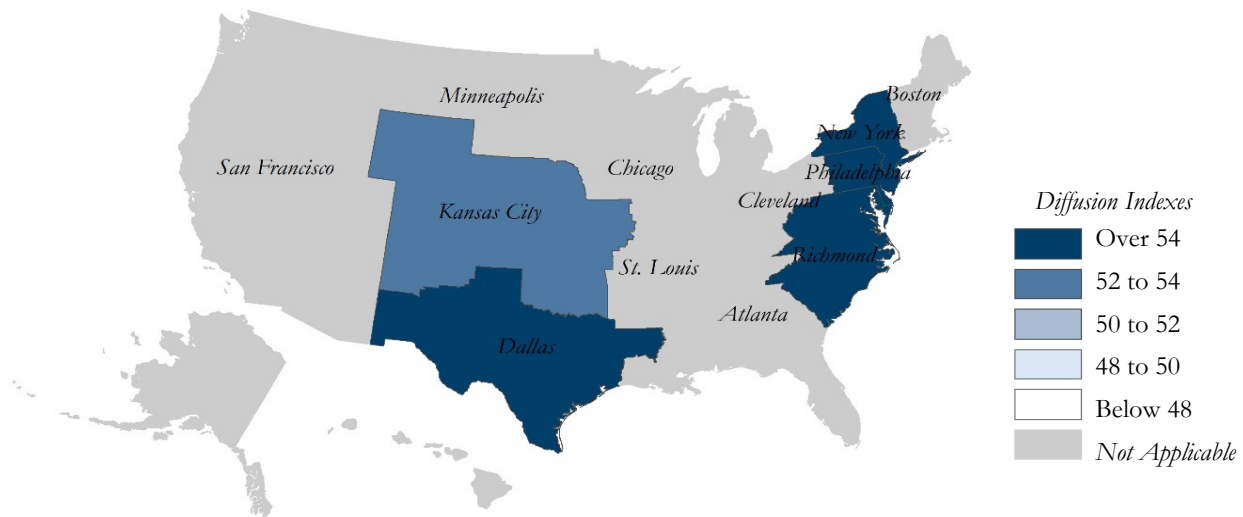 Boston
Minneapolis
New York
San Francisco
Chicago
Philadelphia
Cleveland
Kansas City
Richmond
St. Louis
Atlanta
Dallas
Diffusion Indexes
Over 54
52 to 54
50 to 52
48 to 50
Below 48
Not Applicable